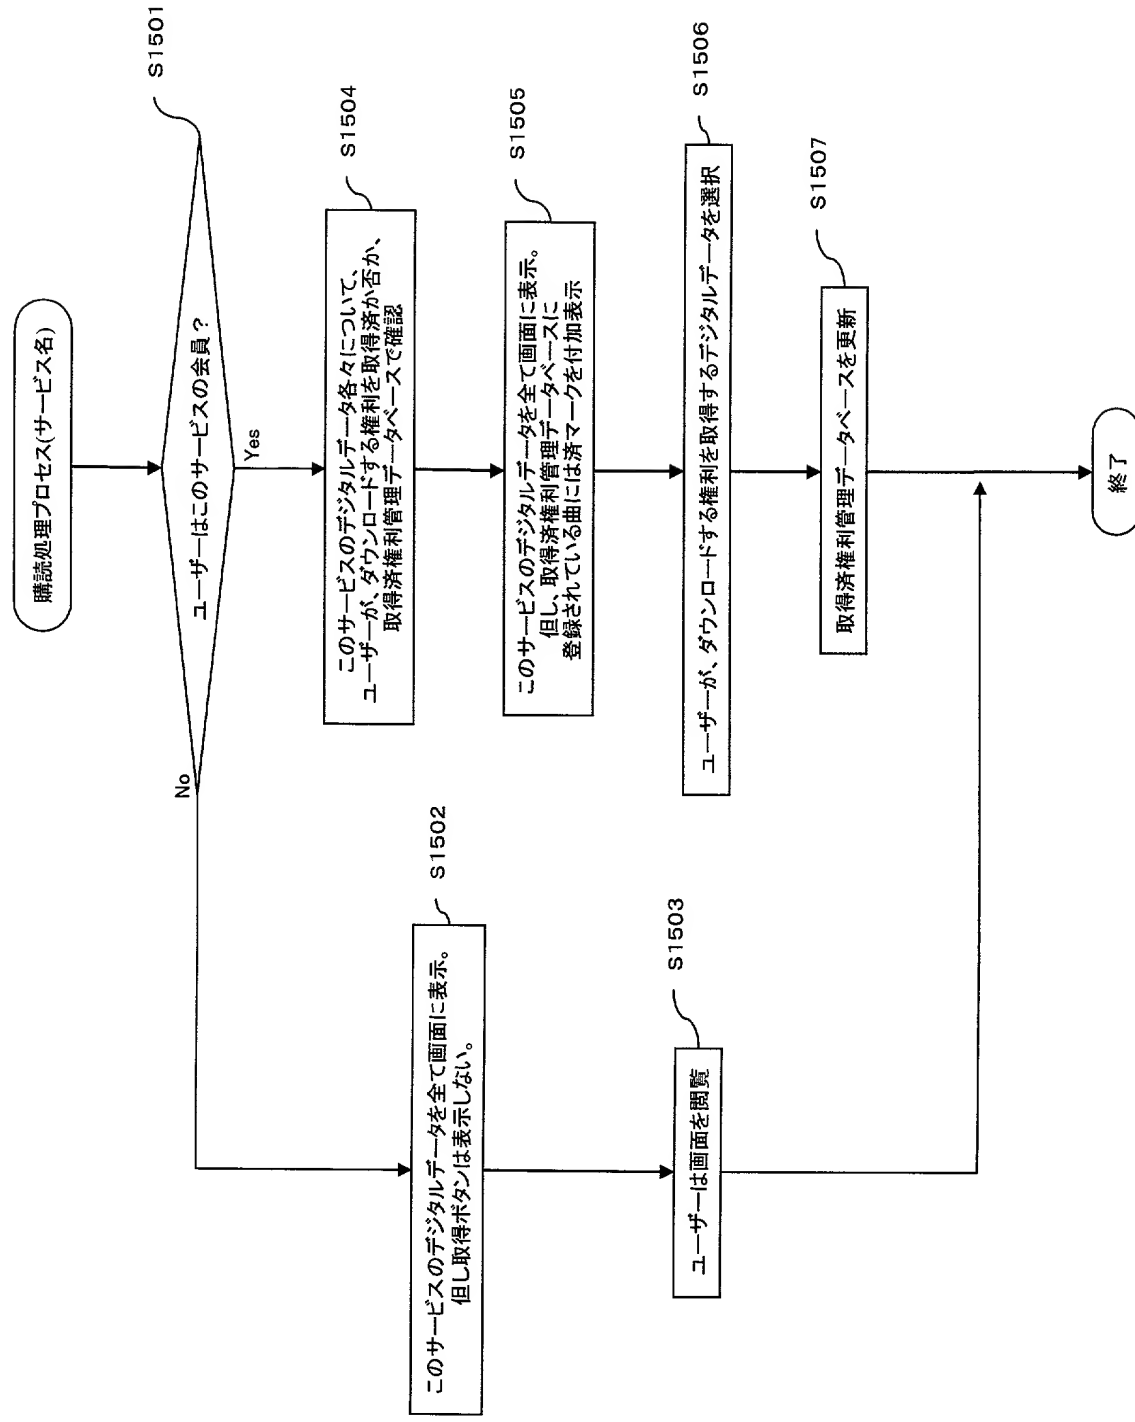 購読処理プロセス(サービス名)
ユーザーはこのサービスの会員?
S1501
No
Yes
このサービスのデジタルデータ各々について、
ユーザーが、ダウンロードする権利を取得済か否か、
取得済権利管理データベースで確認
S1504
このサービスのデジタルデータを全て画面に表示。
但し取得ボタンは表示しない。
S1502
このサービスのデジタルデータを全て画面に表示。
但し、取得済権利管理データベースに
登録されている曲には済マークを付加表示
S1505
ユーザーは画面を閲覧
S1503
ユーザーが、ダウンロードする権利を取得するデジタルデータを選択
S1506
取得済権利管理データベースを更新
S1507
終了